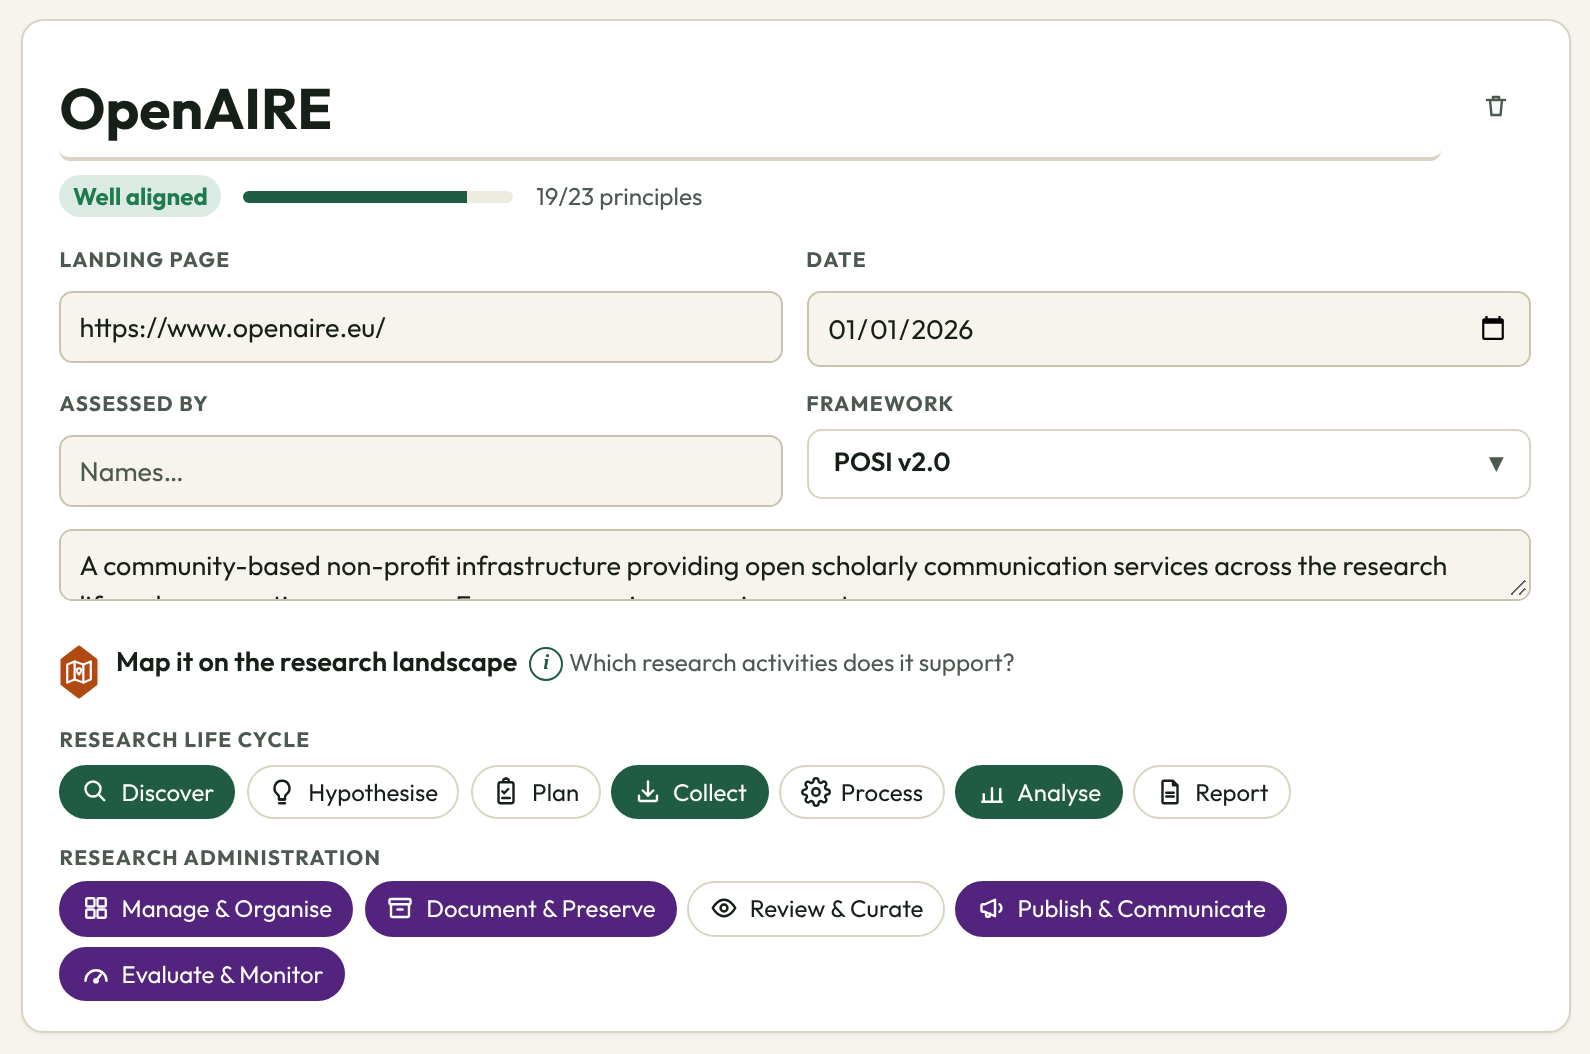 OpenAIRE
Well aligned
19/23 principles
LANDING PAGE
DATE
https://www.openaire.eu/
01/01/2026
ASSESSED BY
FRAMEWORK
Names...
POSI v2.0
A community-based non-profit infrastructure providing open scholarly communication services across the research
Map it on the research landscape
i
Which research activities does it support?
RESEARCH LIFE CYCLE
Discover
Hypothesise
Plan
Collect
Process
Analyse
Report
RESEARCH ADMINISTRATION
Manage & Organise
Document & Preserve
Review & Curate
Publish & Communicate
Evaluate & Monitor